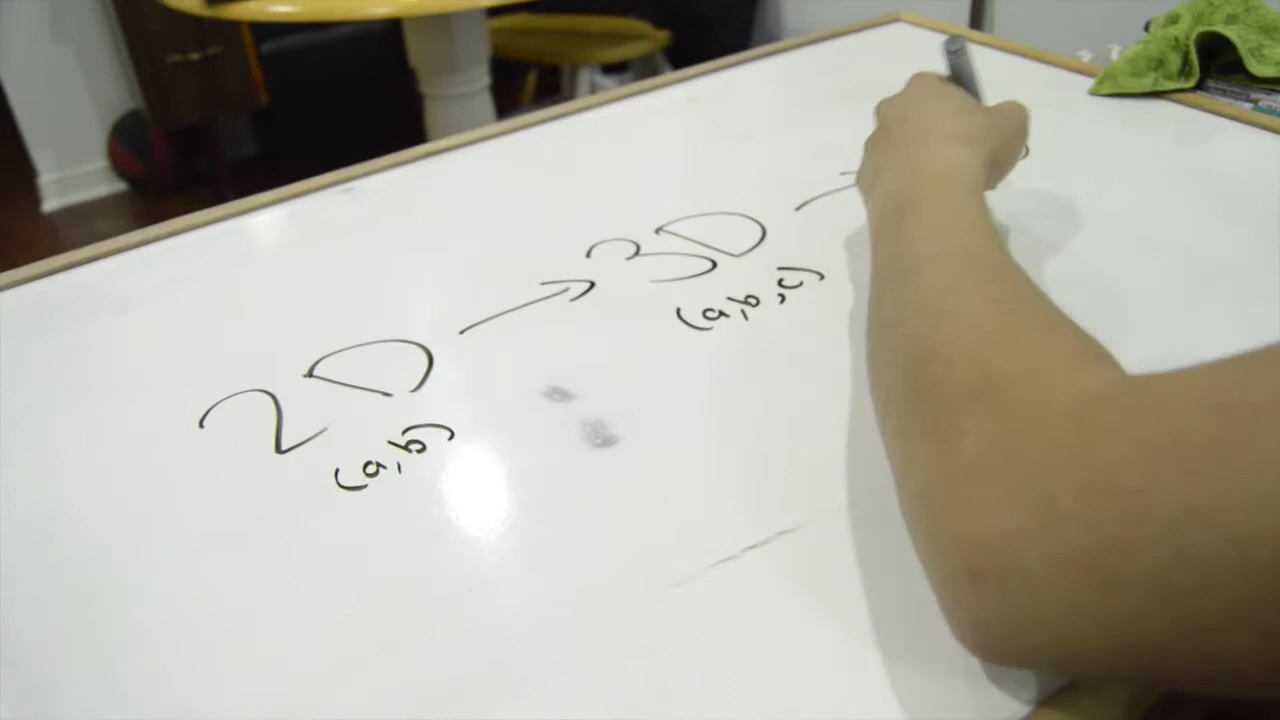 2D → 3D →
(a,b) (a,b,c)